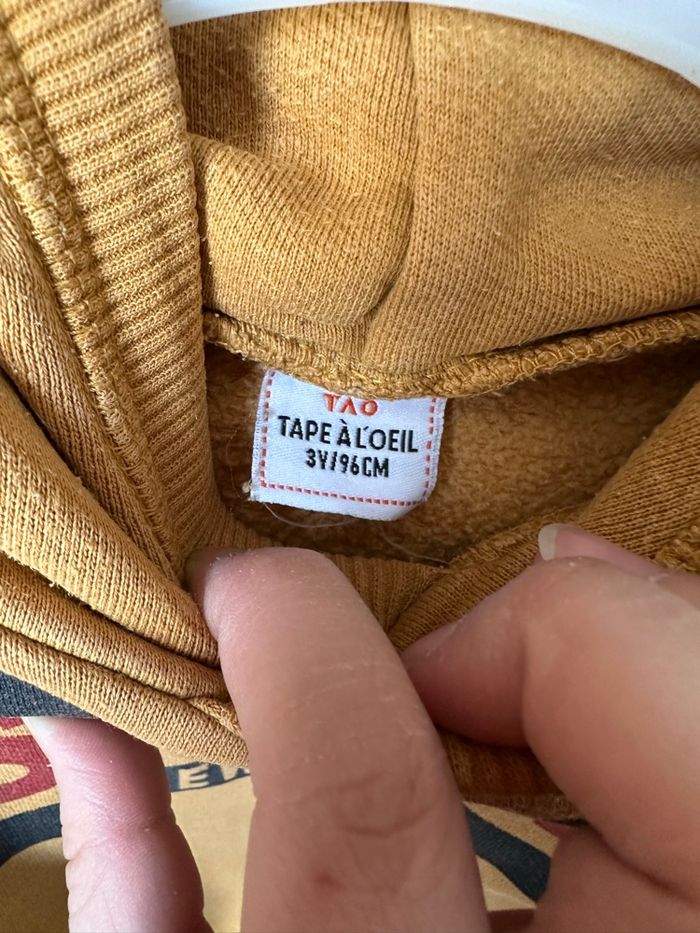 TAO
TAPE À L'OEIL
3Y/96CM